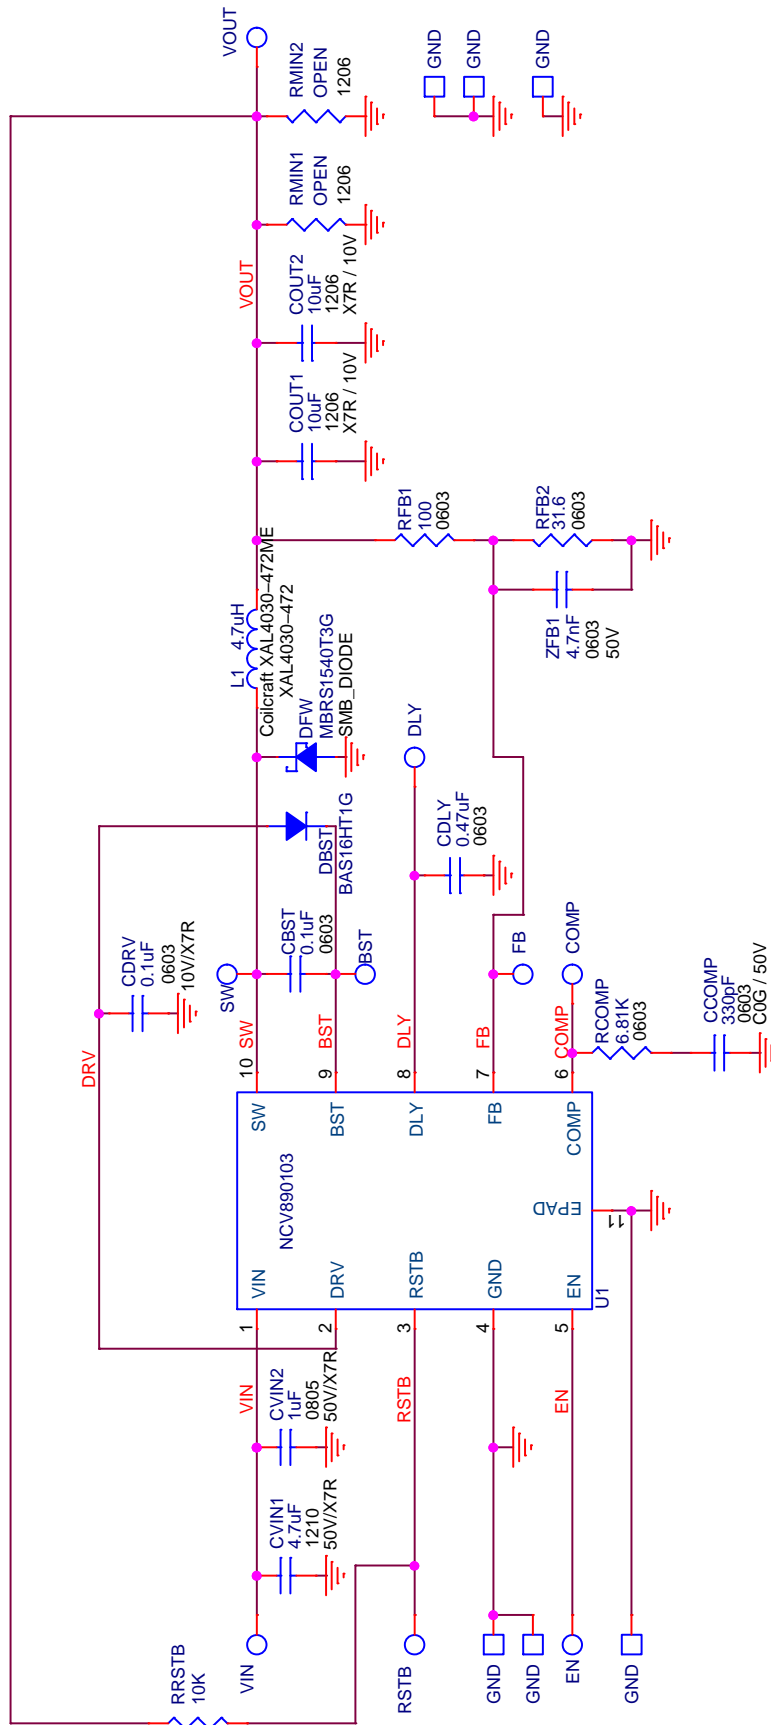 RRSTB
10K
VIN
RSTB
GND
GND
EN
GND
CVIN1
4.7uF
1210
50V/X7R
CVIN2
1uF
0805
50V/X7R
VIN
RSTB
EN
1
2
3
4
5
VIN
DRV
RSTB
GND
EN
U1
NCV890103
EPAD
11
SW
BST
DLY
FB
COMP
10
9
8
7
6
DRV
CDRV
0.1uF
0603
10V/X7R
SW
BST
DLY
FB
COMP
SW
CBST
0.1uF
0603
BST
FB
COMP
RCOMP
6.81K
0603
CCOMP
330pF
0603
C0G / 50V
DBST
BAS16HT1G
CDLY
0.47uF
0603
DLY
DFW
MBRS1540T3G
SMB_DIODE
L1 4.7uH
Coilcraft XAL4030-472ME
XAL4030-472
ZFB1
4.7nF
0603
50V
RFB1
100
0603
RFB2
31.6
0603
COUT1
10uF
1206
X7R / 10V
COUT2
10uF
1206
X7R / 10V
VOUT
RMIN1
OPEN
1206
RMIN2
OPEN
1206
VOUT
GND
GND
GND